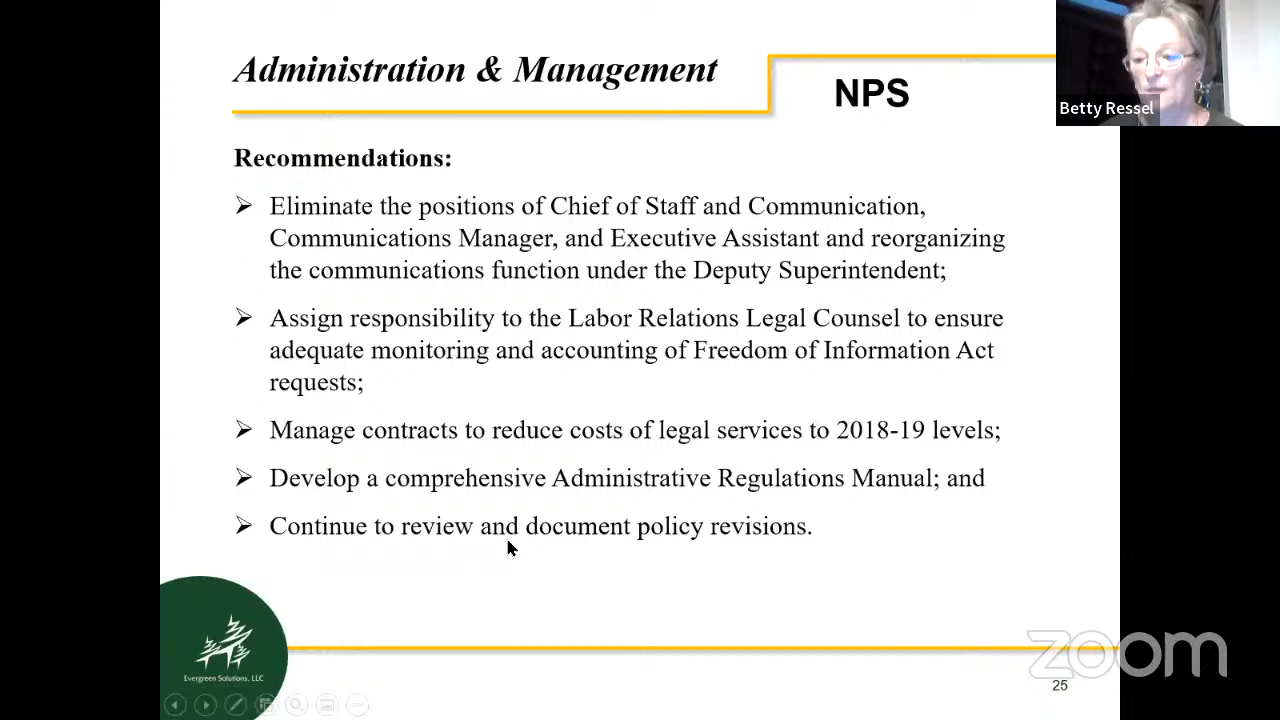 Administration & Management
NPS
Betty Ressel
Recommendations:
Eliminate the positions of Chief of Staff and Communication,
Communications Manager, and Executive Assistant and reorganizing
the communications function under the Deputy Superintendent;
Assign responsibility to the Labor Relations Legal Counsel to ensure
adequate monitoring and accounting of Freedom of Information Act
requests;
Manage contracts to reduce costs of legal services to 2018-19 levels;
Develop a comprehensive Administrative Regulations Manual; and
Continue to review and document policy revisions.
Evergreen Solutions, LLC
zoom
25